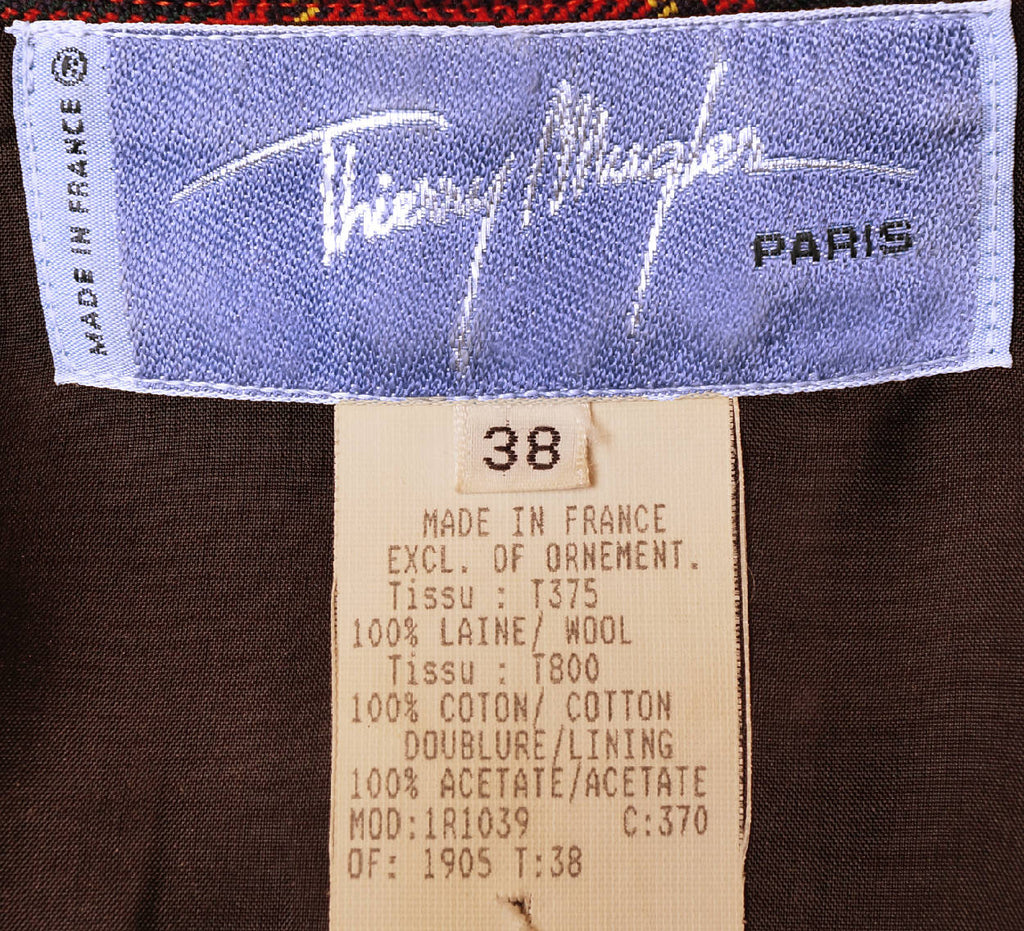 MADE IN FRANCE ®
Thierry Mugler
PARIS
38
MADE IN FRANCE
EXCL. OF ORNEMENT.
Tissu : T375
100% LAINE/ WOOL
Tissu : T800
100% COTON/ COTTON
DOUBLURE/LINING
100% ACETATE/ACETATE
MOD:1R1039 C:370
OF: 1905 T:38